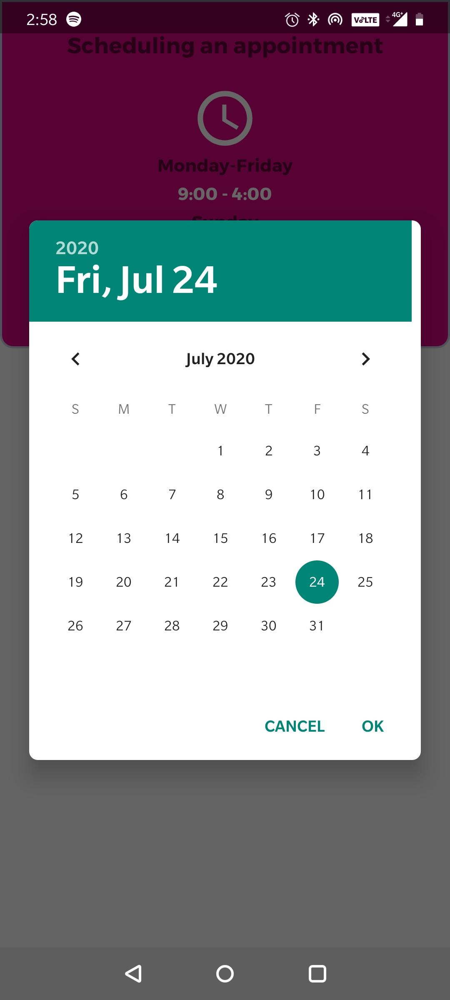 2:58 VoLTE 4G+
Scheduling an appointment
Monday-Friday
9:00 - 4:00
Sunday
2020
Fri, Jul 24
July 2020
S M T W T F S
1 2 3 4
5 6 7 8 9 10 11
12 13 14 15 16 17 18
19 20 21 22 23 24 25
26 27 28 29 30 31
CANCEL OK